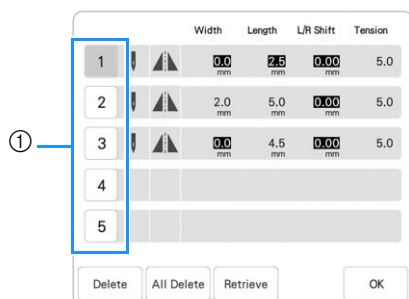 Width Length L/R Shift Tension
1 0.0 mm 2.5 mm 0.00 mm 5.0
2 2.0 mm 5.0 mm 0.00 mm 5.0
① 3 0.0 mm 4.5 mm 0.00 mm 5.0
4
5
Delete All Delete Retrieve OK